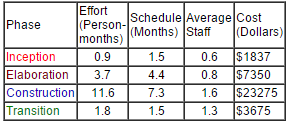 Phase Effort (Person-months) Schedule (Months) Average Staff Cost (Dollars)
Inception 0.9 1.5 0.6 $1837
Elaboration 3.7 4.4 0.8 $7350
Construction 11.6 7.3 1.6 $23275
Transition 1.8 1.5 1.3 $3675